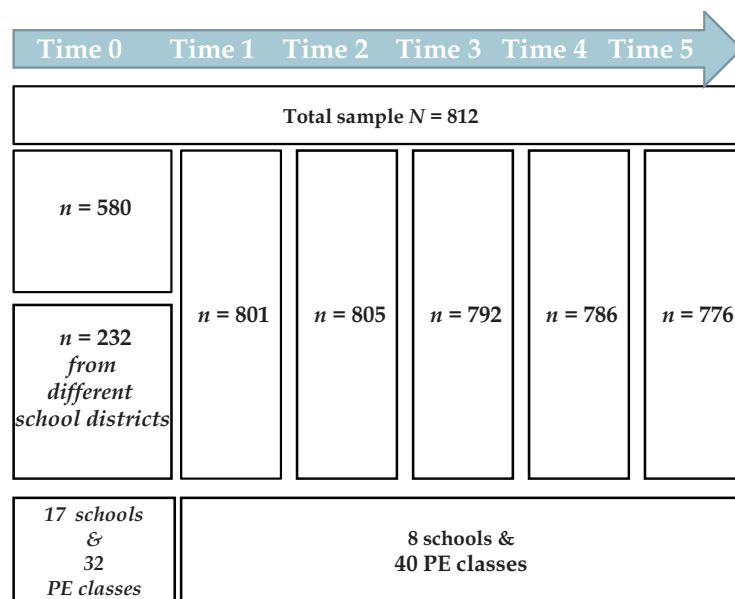 Time 0 Time 1 Time 2 Time 3 Time 4 Time 5
Total sample N = 812
n = 580
n = 232
from
different
school districts
n = 801
n = 805
n = 792
n = 786
n = 776
17 schools
&
32
PE classes
8 schools &
40 PE classes